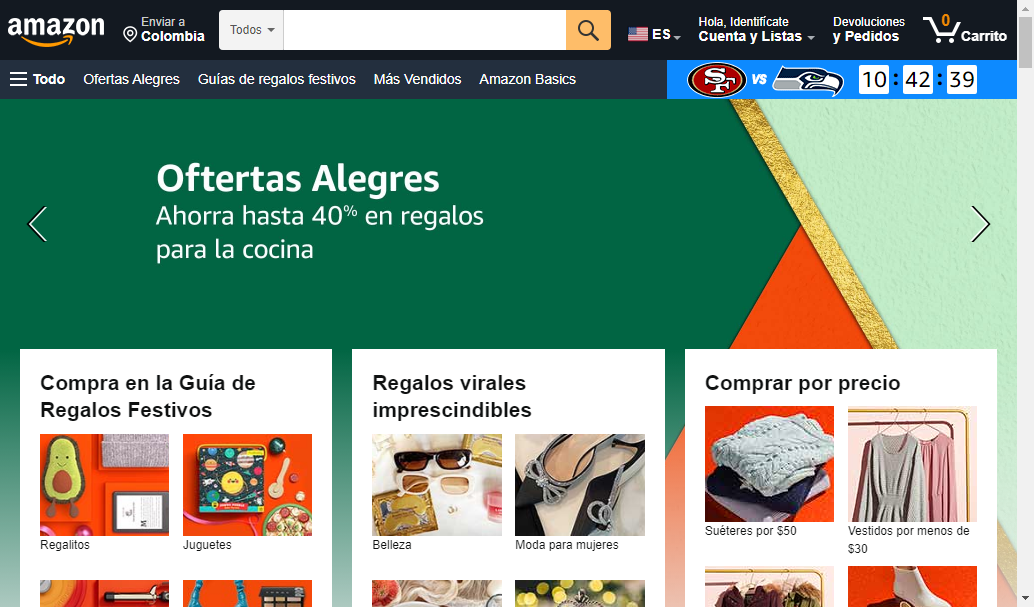 amazon
Enviar a
Colombia
Todos
ES
Hola, Identifícate
Cuenta y Listas
Devoluciones
y Pedidos
0
Carrito
Todo
Ofertas Alegres
Guías de regalos festivos
Más Vendidos
Amazon Basics
SF
VS
10 : 42 : 39
Oftertas Alegres
Ahorra hasta 40% en regalos
para la cocina
Compra en la Guía de
Regalos Festivos
Regalitos
Juguetes
Regalos virales
imprescindibles
Belleza
Moda para mujeres
Comprar por precio
Suéteres por $50
Vestidos por menos de
$30